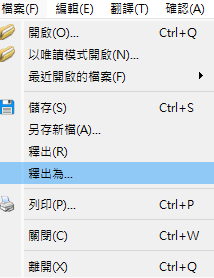 檔案(F) 編輯(E) 翻譯(T) 確認(A)
開啟(O)... Ctrl+Q
以唯讀模式開啟(N)...
最近開啟的檔案(F)
儲存(S) Ctrl+S
另存新檔(A)...
釋出(R)
釋出為...
列印(P)... Ctrl+P
關閉(C) Ctrl+W
離開(X) Ctrl+Q